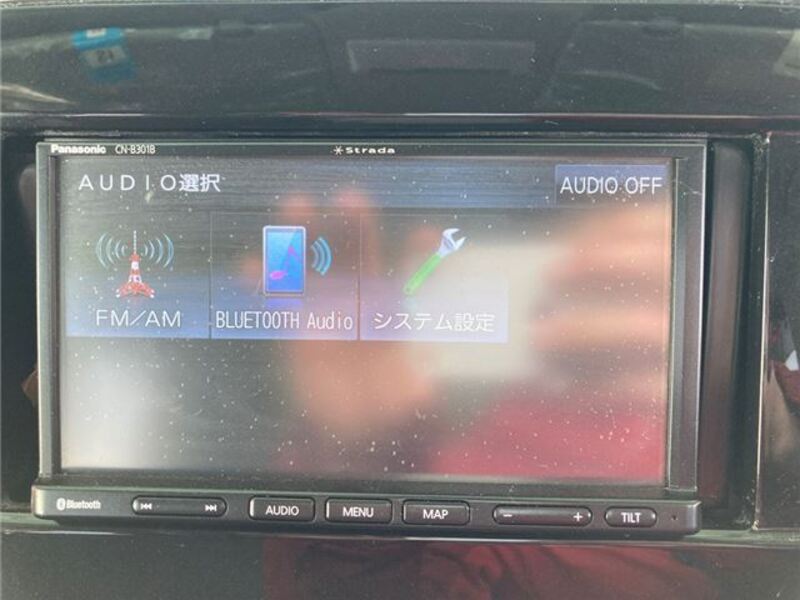 Panasonic CN-B301B Strada
AUDIO選択 AUDIO OFF
FM/AM BLUETOOTH Audio システム設定
Bluetooth AUDIO MENU MAP − + TILT